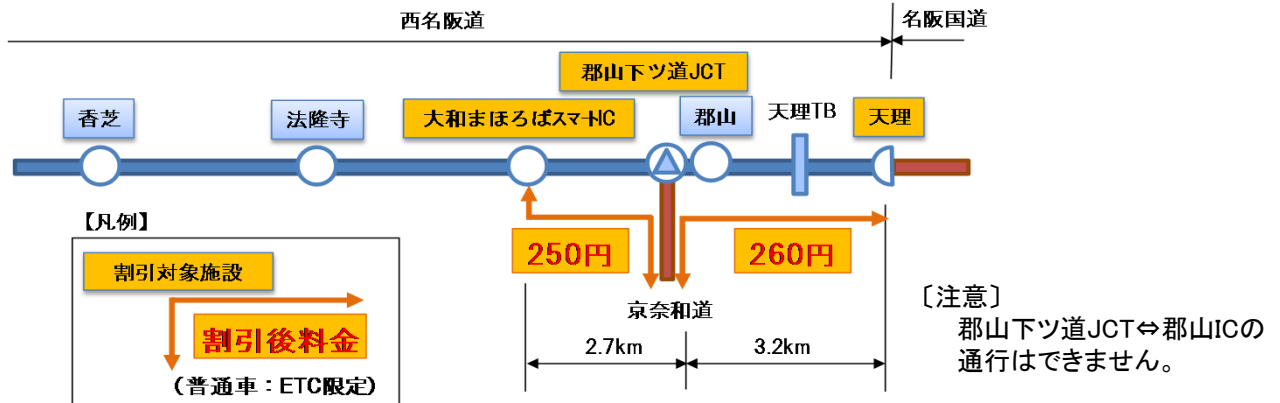 西名阪道
名阪国道
郡山下ツ道JCT
香芝
法隆寺
大和まほろばスマートIC
郡山
天理TB
天理
【凡例】
割引対象施設
割引後料金
(普通車：ETC限定)
250円
260円
京奈和道
2.7km
3.2km
〔注意〕
郡山下ツ道JCT⇔郡山ICの
通行はできません。